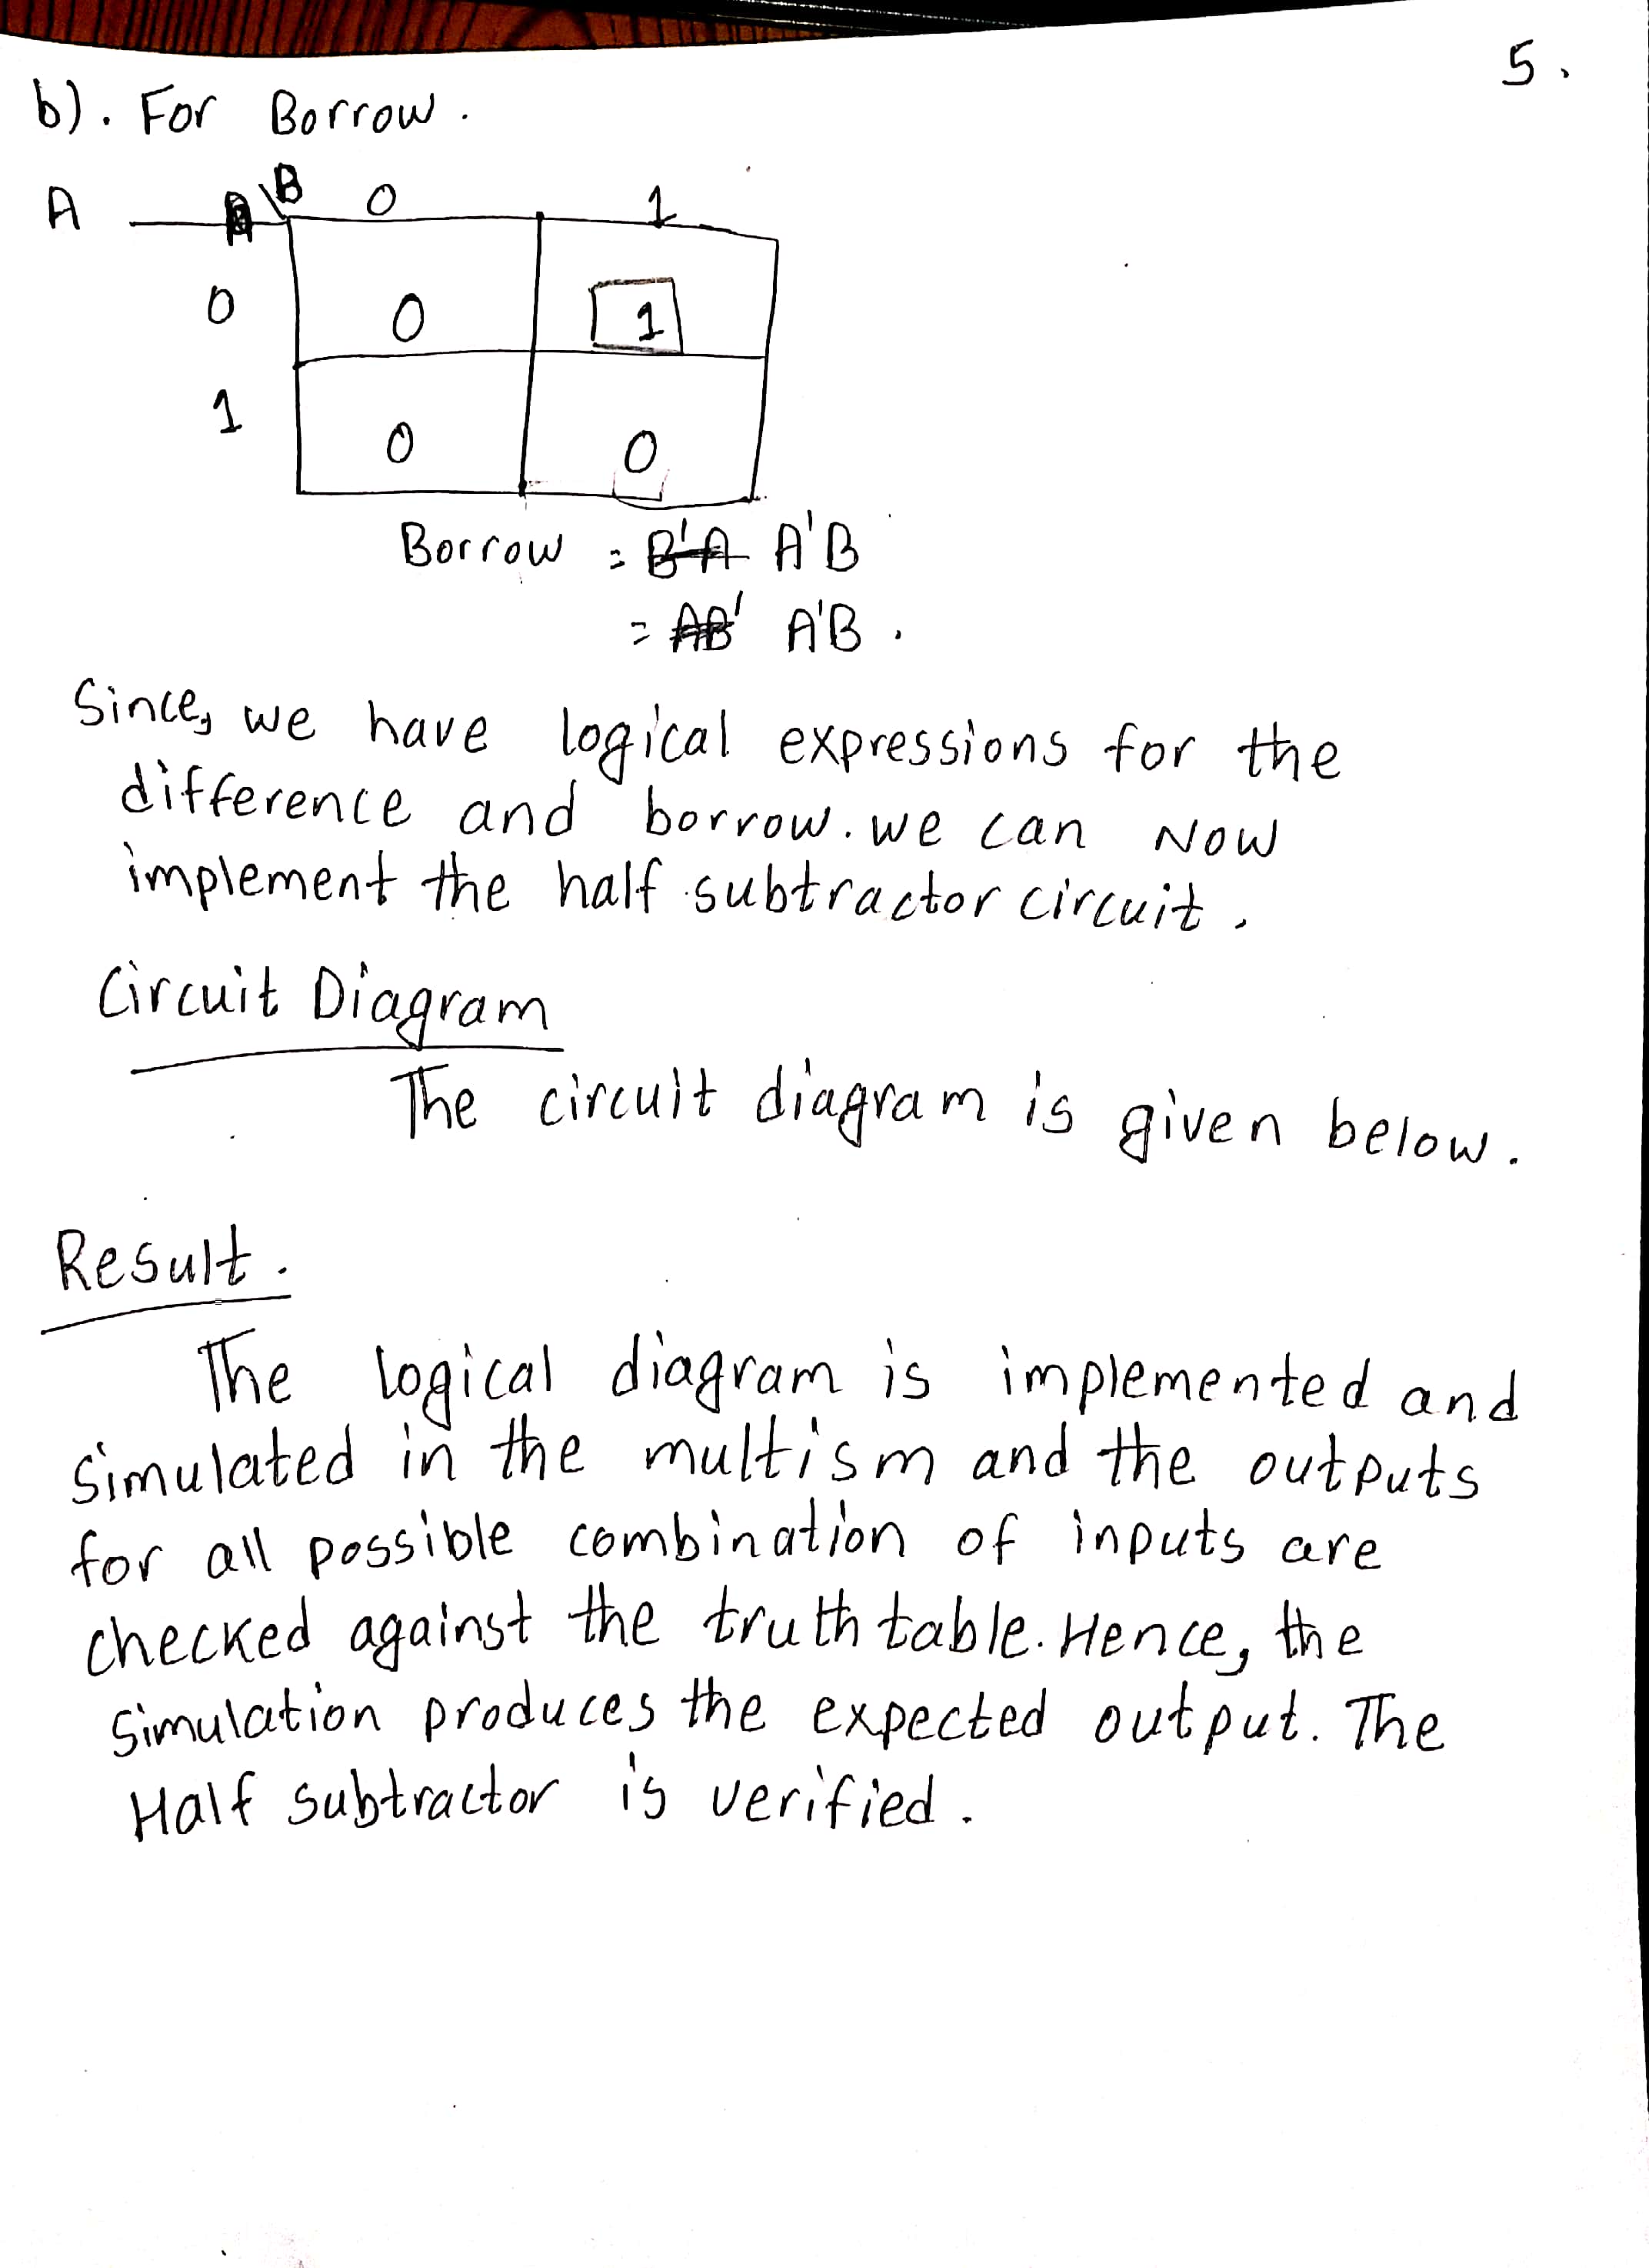 5.
b). For Borrow.
A A\B 0 1
0 0 1
1 0 0
Borrow = B'A A'B
= AB' A'B.
Since, we have logical expressions for the
difference and borrow. we can Now
implement the half subtractor circuit.
Circuit Diagram
The circuit diagram is given below.
Result.
The logical diagram is implemented and
simulated in the multism and the outputs
for all possible combination of inputs are
checked against the truth table. Hence, the
simulation produces the expected output. The
Half subtractor is verified.